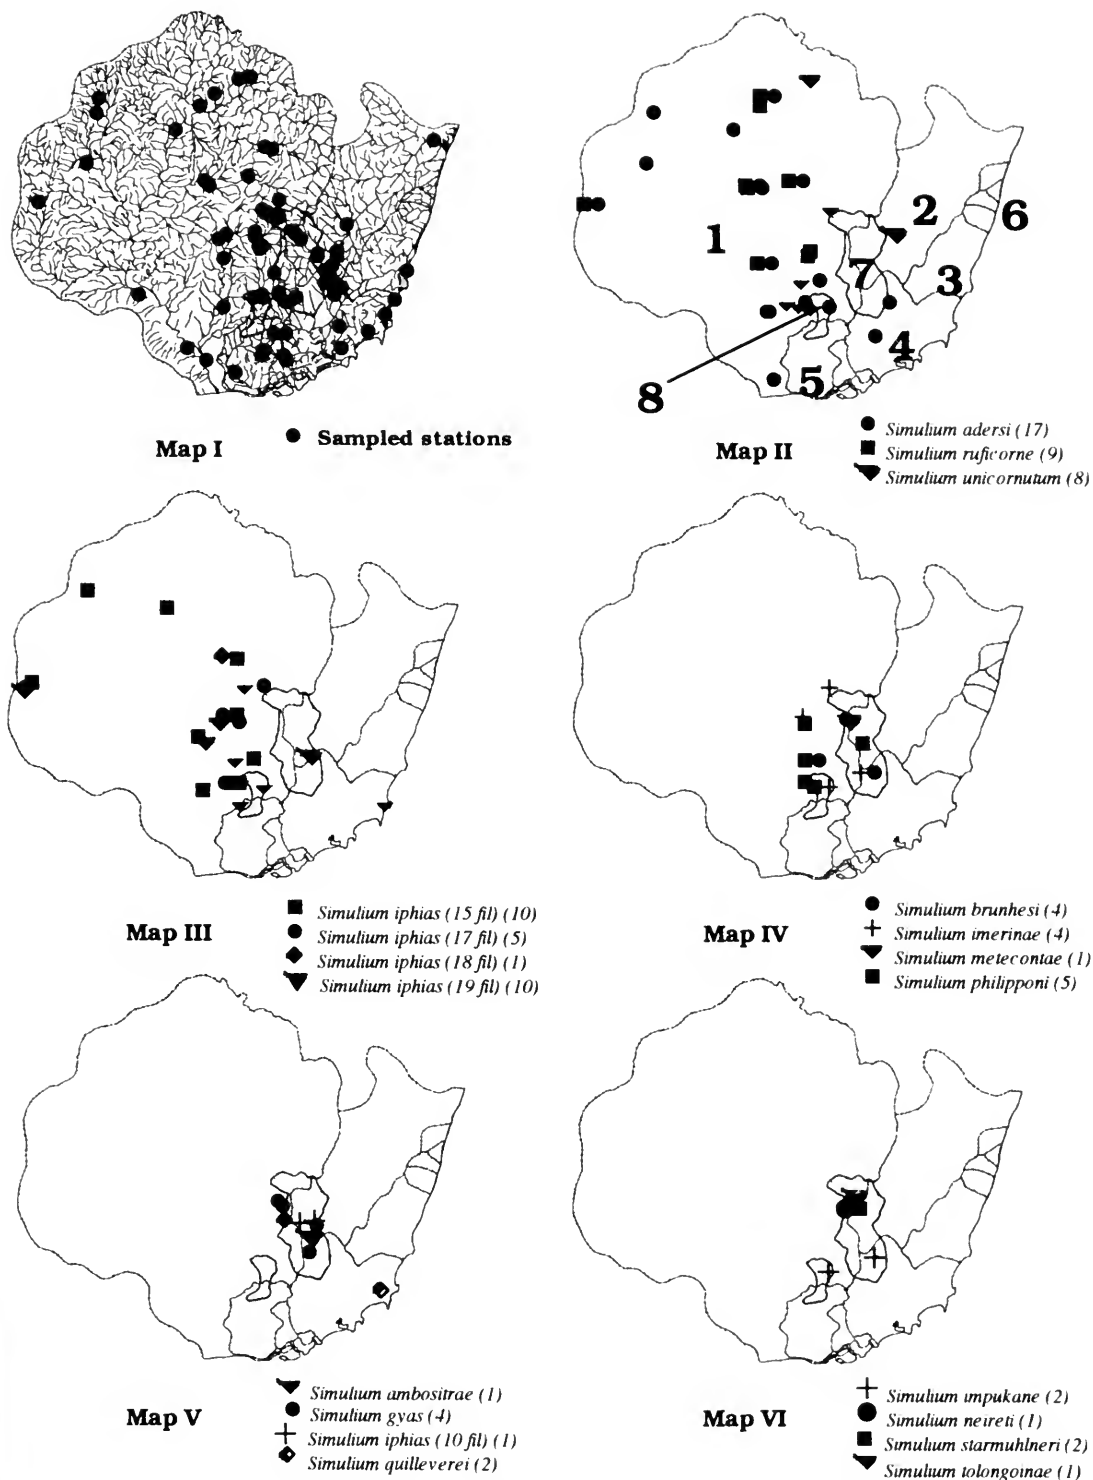 Map I
● Sampled stations
1
2
3
4
5
6
7
8
Map II
Simulium adersi (17)
Simulium ruficorne (9)
Simulium unicornutum (8)
Map III
Simulium iphias (15 fil) (10)
Simulium iphias (17 fil) (5)
Simulium iphias (18 fil) (1)
Simulium iphias (19 fil) (10)
Map IV
Simulium brunhesi (4)
Simulium imerinae (4)
Simulium metecontae (1)
Simulium philipponi (5)
Map V
Simulium ambositrae (1)
Simulium gyas (4)
Simulium iphias (10 fil) (1)
Simulium quilleverei (2)
Map VI
Simulium impukane (2)
Simulium neireti (1)
Simulium starmuhlneri (2)
Simulium tolongoinae (1)